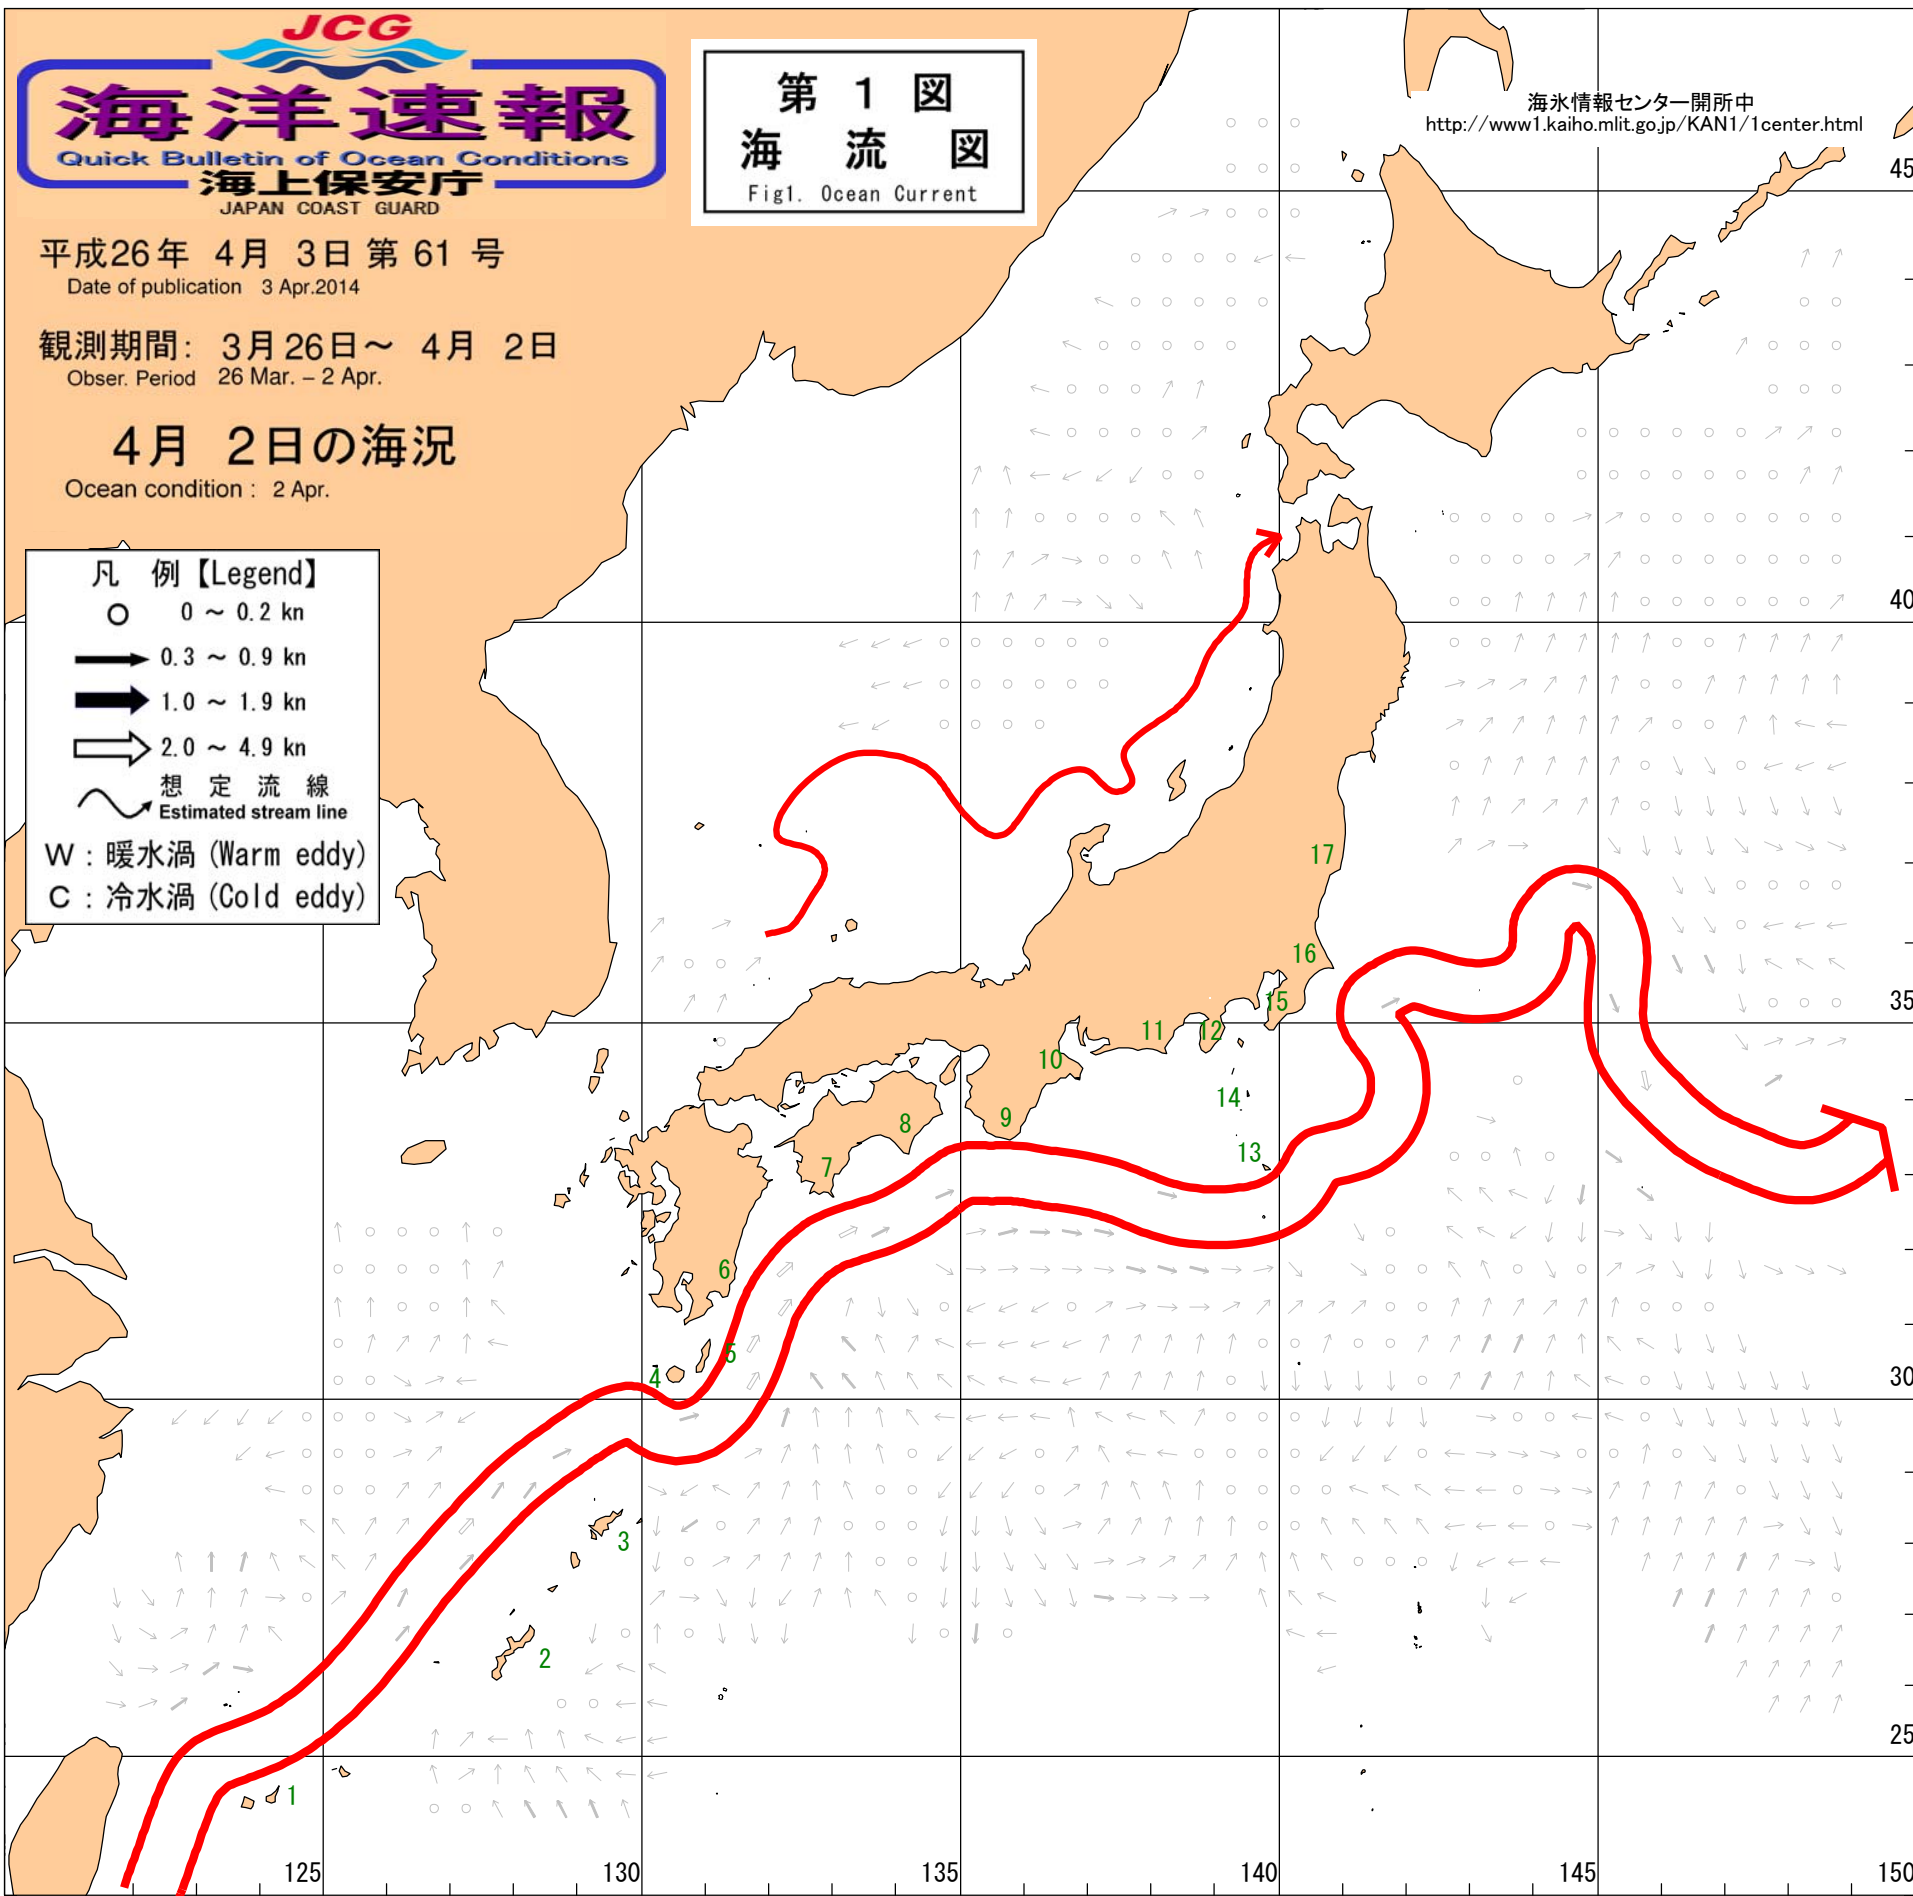 JCG
海洋速報
Quick Bulletin of Ocean Conditions
海上保安庁
JAPAN COAST GUARD
平成26年 4月 3日 第 61 号
Date of publication 3 Apr.2014
観測期間: 3月26日～ 4月 2日
Obser. Period 26 Mar. – 2 Apr.
4月 2日の海況
Ocean condition : 2 Apr.
第 1 図
海 流 図
Fig1. Ocean Current
海氷情報センター開所中
http://www1.kaiho.mlit.go.jp/KAN1/1center.html
凡 例【Legend】
0 ～ 0.2 kn
0.3 ～ 0.9 kn
1.0 ～ 1.9 kn
2.0 ～ 4.9 kn
想 定 流 線
Estimated stream line
W : 暖水渦 (Warm eddy)
C : 冷水渦 (Cold eddy)
45
40
17
16
35
15
12
11
10
14
9
8
13
7
6
5
4
30
3
2
25
1
125
130
135
140
145
150